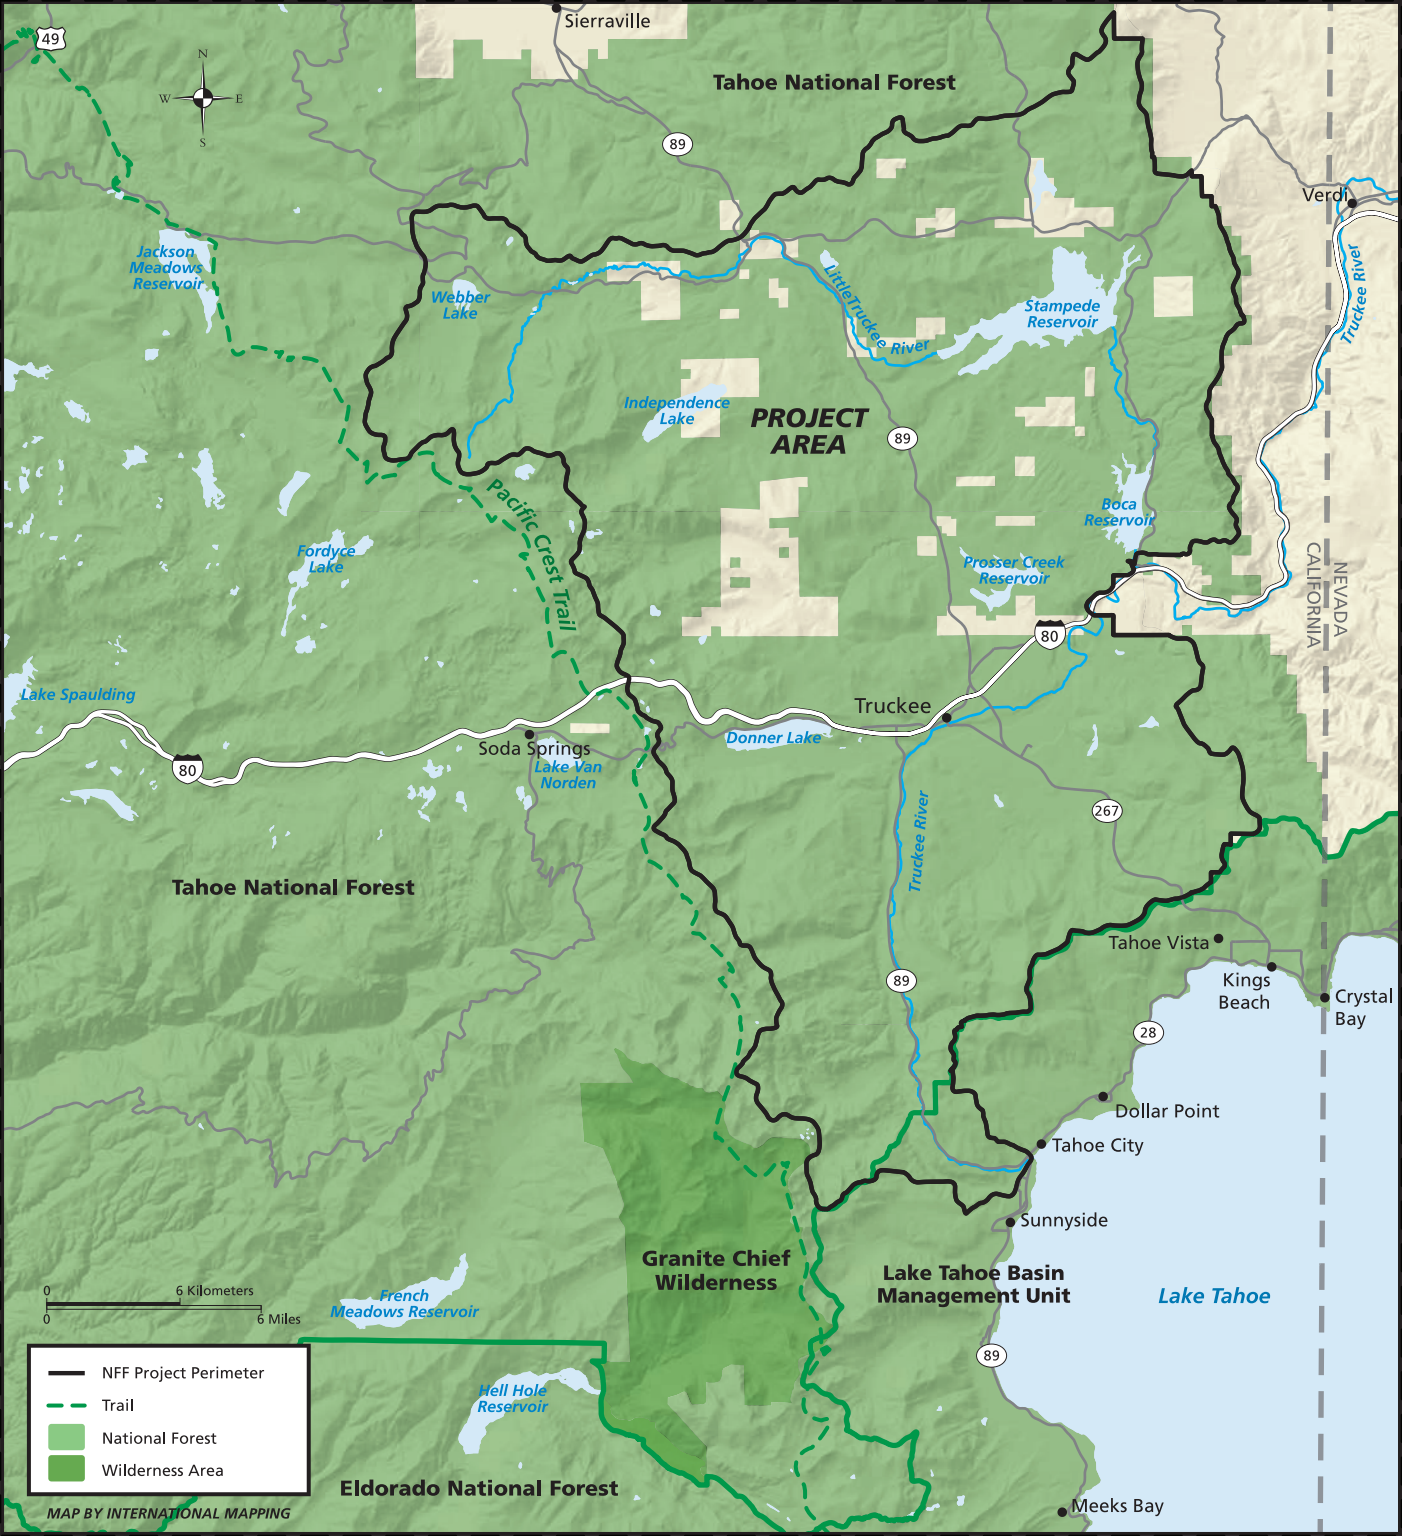 Sierraville
49
N
W
E
S
Tahoe National Forest
89
Verdi
Jackson
Meadows
Reservoir
Webber
Lake
LittleTruckee River
Stampede
Reservoir
Truckee River
Independence
Lake
PROJECT
AREA
89
Pacific Crest Trail
Boca
Reservoir
Fordyce
Lake
Prosser Creek
Reservoir
NEVADA
CALIFORNIA
80
Lake Spaulding
Truckee
Soda Springs
Donner Lake
80
Lake Van
Norden
267
Truckee River
Tahoe National Forest
Tahoe Vista
Kings
Beach
Crystal
Bay
89
28
Dollar Point
Tahoe City
Sunnyside
Granite Chief
Wilderness
Lake Tahoe Basin
Management Unit
Lake Tahoe
0
6 Kilometers
0
6 Miles
French
Meadows Reservoir
89
NFF Project Perimeter
Trail
National Forest
Wilderness Area
Hell Hole
Reservoir
Eldorado National Forest
Meeks Bay
MAP BY INTERNATIONAL MAPPING